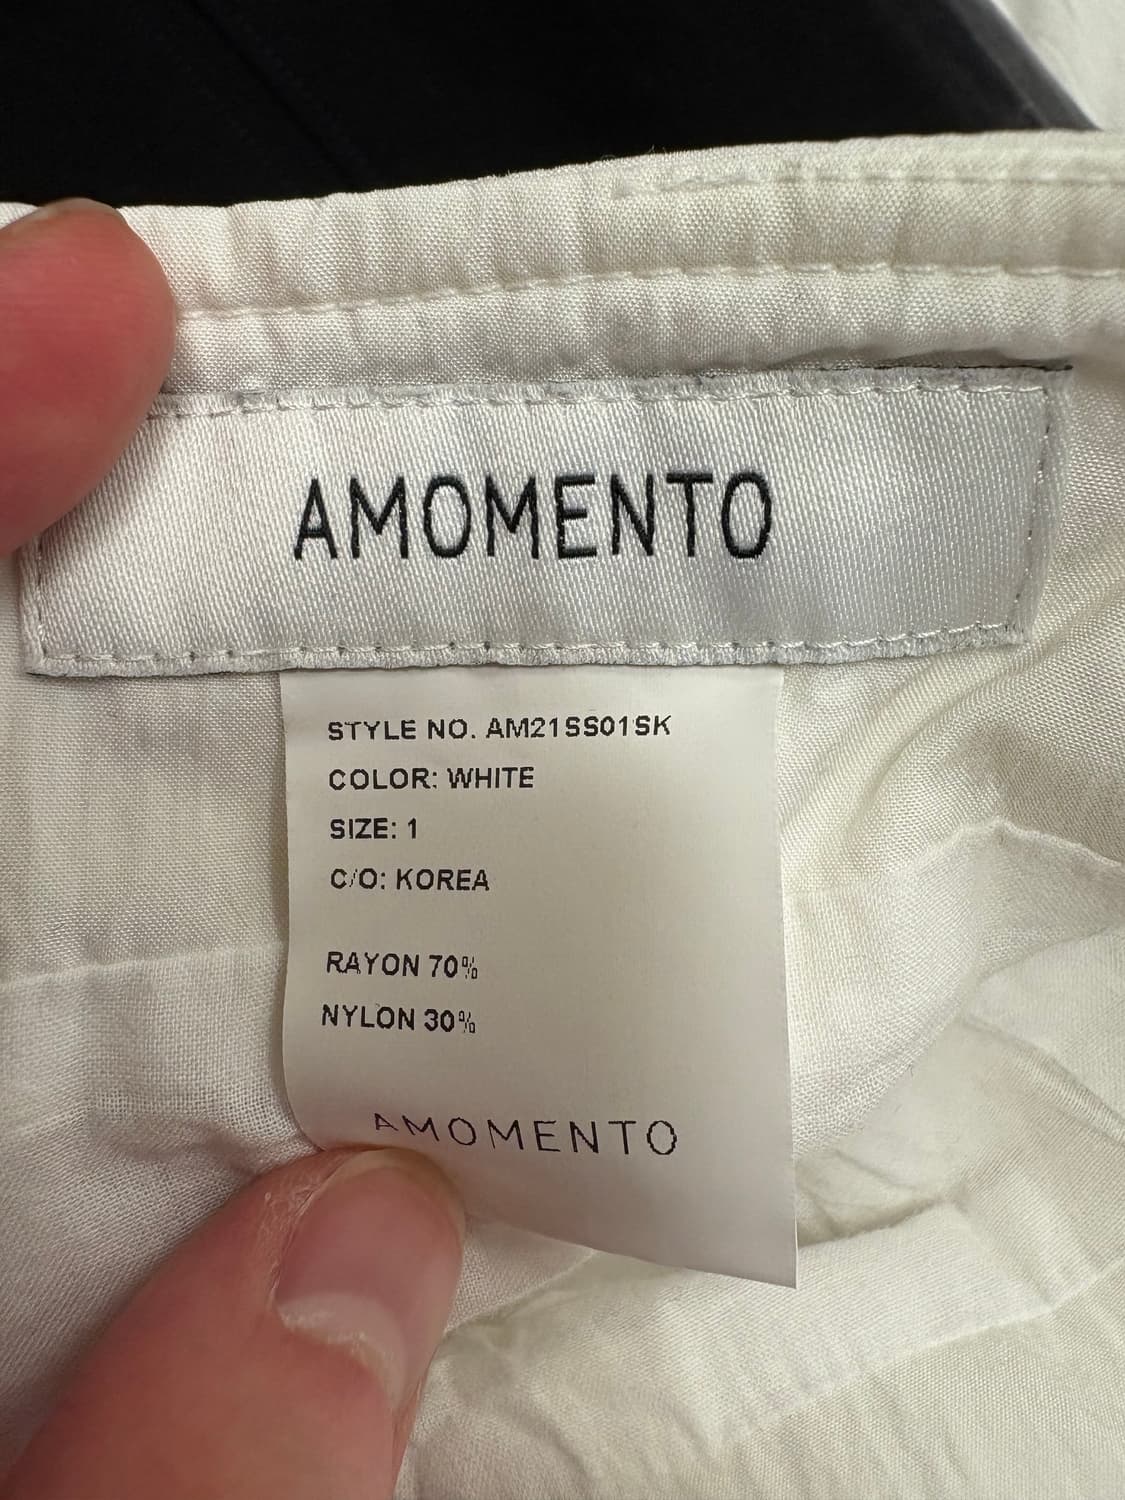 AMOMENTO
STYLE NO. AM21SS01SK
COLOR: WHITE
SIZE: 1
C/O: KOREA
RAYON 70%
NYLON 30%
AMOMENTO